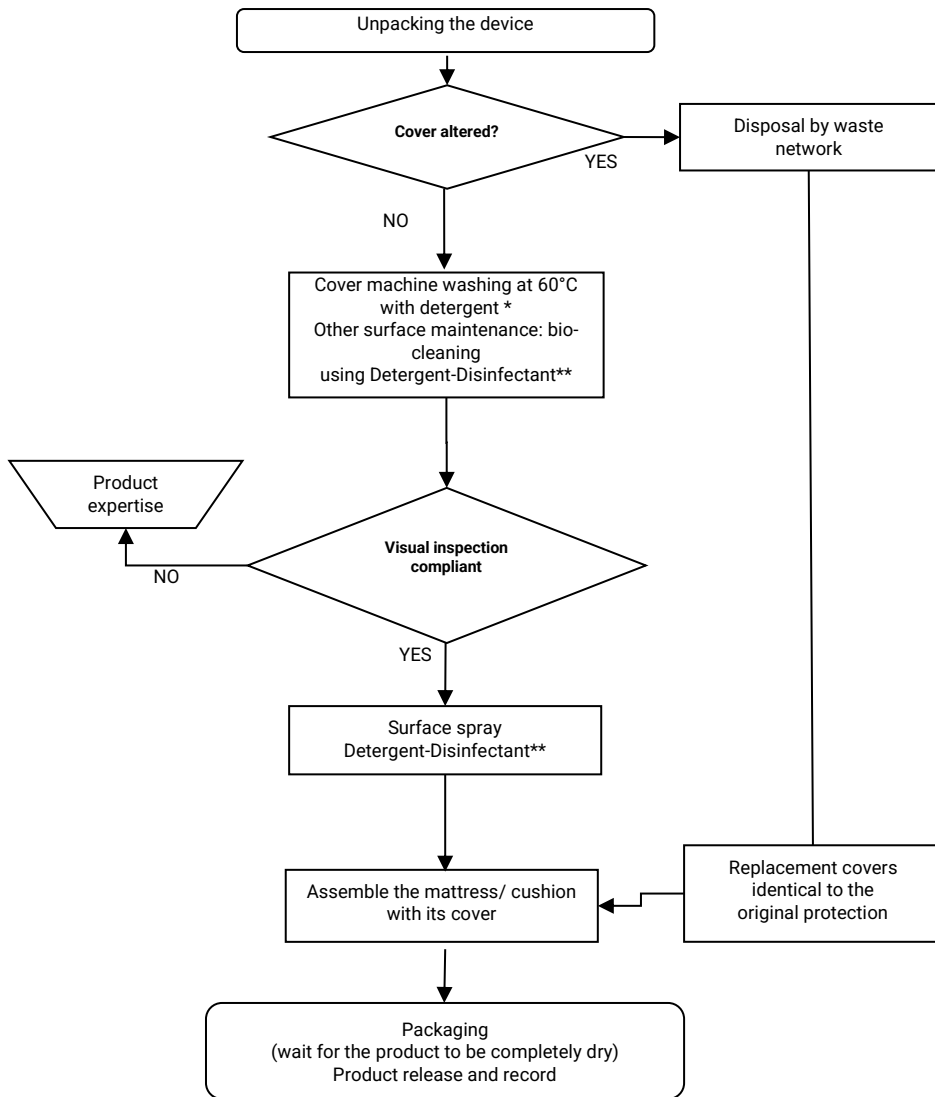 Unpacking the device
Cover altered?
YES
Disposal by waste
network
NO
Cover machine washing at 60°C
with detergent *
Other surface maintenance: bio-
cleaning
using Detergent-Disinfectant**
Product
expertise
NO
Visual inspection
compliant
YES
Surface spray
Detergent-Disinfectant**
Replacement covers
identical to the
original protection
Assemble the mattress/ cushion
with its cover
Packaging
(wait for the product to be completely dry)
Product release and record